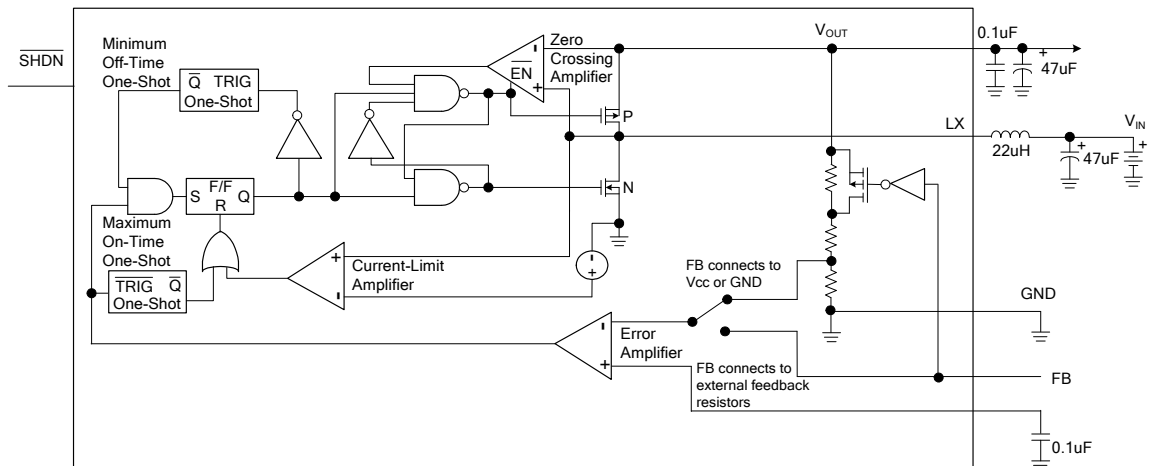 SHDN
Minimum
Off-Time
One-Shot
Q TRIG
One-Shot
Zero
Crossing
Amplifier
EN
-
+
P
VOUT
0.1uF
+
47uF
LX
22uH
VIN
+
47uF
S F/F Q
R
N
Maximum
On-Time
One-Shot
TRIG Q
One-Shot
+
-
Current-Limit
Amplifier
-
+
FB connects to
Vcc or GND
GND
-
+
Error
Amplifier
FB connects to
external feedback
resistors
FB
0.1uF